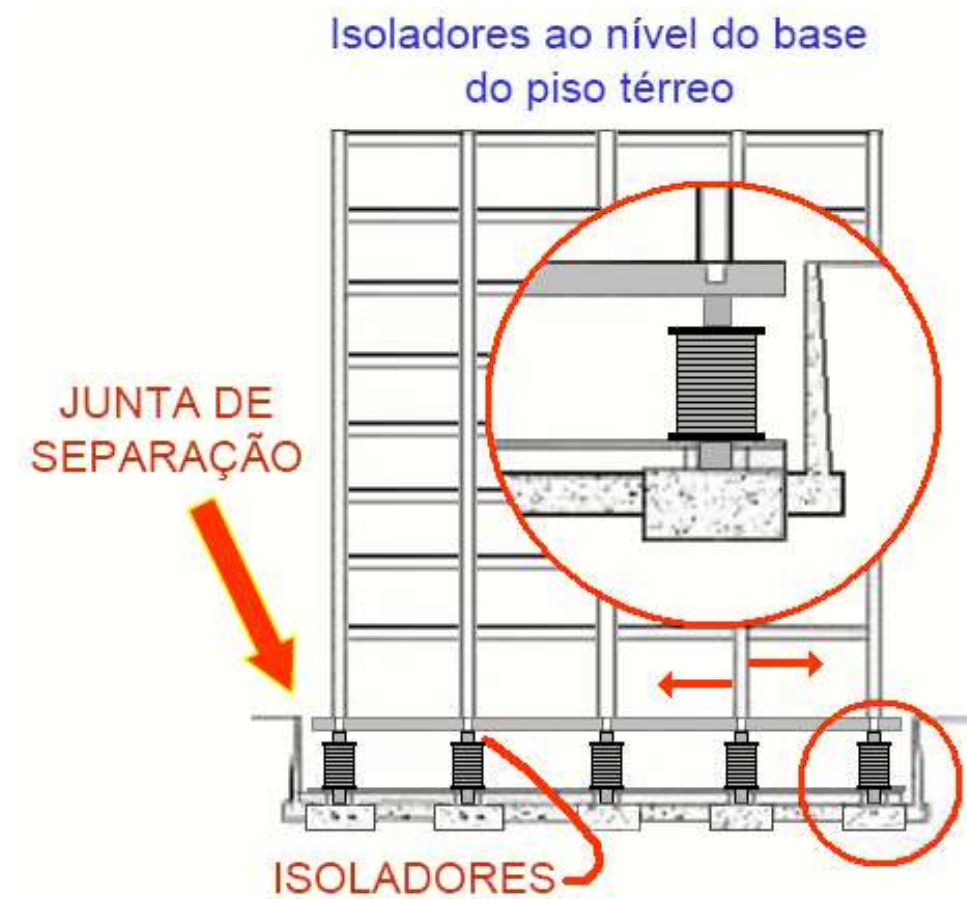 Isoladores ao nível do base
do piso térreo
JUNTA DE
SEPARAÇÃO
ISOLADORES